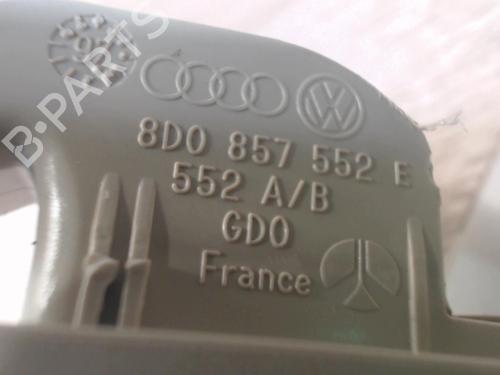 8D0 857 552 E
552 A/B
GDO
France
B-PARTS